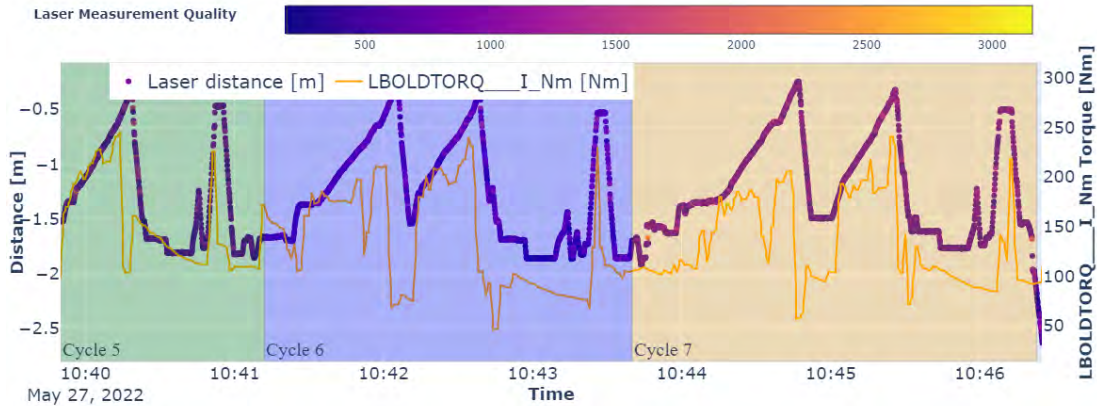 Laser Measurement Quality
500 1000 1500 2000 2500 3000
Laser distance [m] LBOLDTORQ___I_Nm [Nm]
Distance [m]
−0.5
−1
−1.5
−2
−2.5
300
250
200
150
100
50
LBOLDTORQ___I_Nm Torque [Nm]
Cycle 5 Cycle 6 Cycle 7
10:40 10:41 10:42 10:43 10:44 10:45 10:46
May 27, 2022
Time